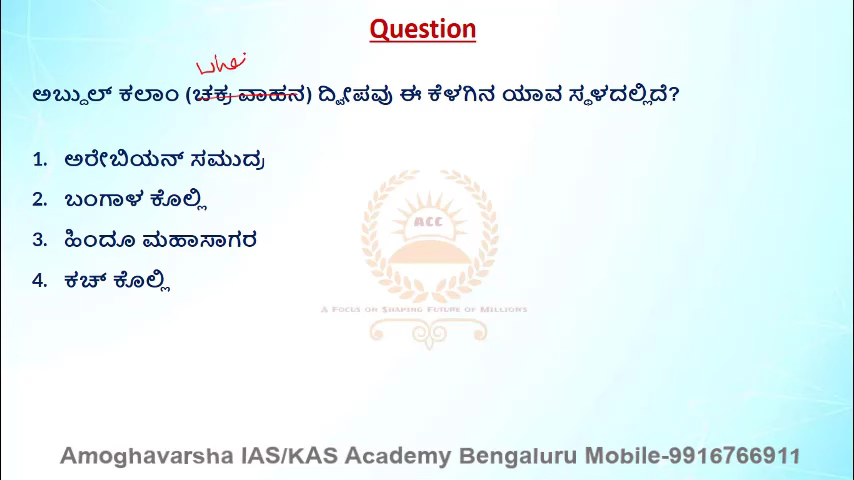 Question
ಅಬ್ದುಲ್ ಕಲಾಂ (ಚಕ್ರ ವಾಹನ) ದ್ವೀಪವು ಈ ಕೆಳಗಿನ ಯಾವ ಸ್ಥಳದಲ್ಲಿದೆ?
1. ಅರೇಬಿಯನ್ ಸಮುದ್ರ
2. ಬಂಗಾಳ ಕೊಲ್ಲಿ
3. ಹಿಂದೂ ಮಹಾಸಾಗರ
4. ಕಚ್ ಕೊಲ್ಲಿ
ACC
A Focus on Shaping Future of Millions
Amoghavarsha IAS/KAS Academy Bengaluru Mobile-9916766911